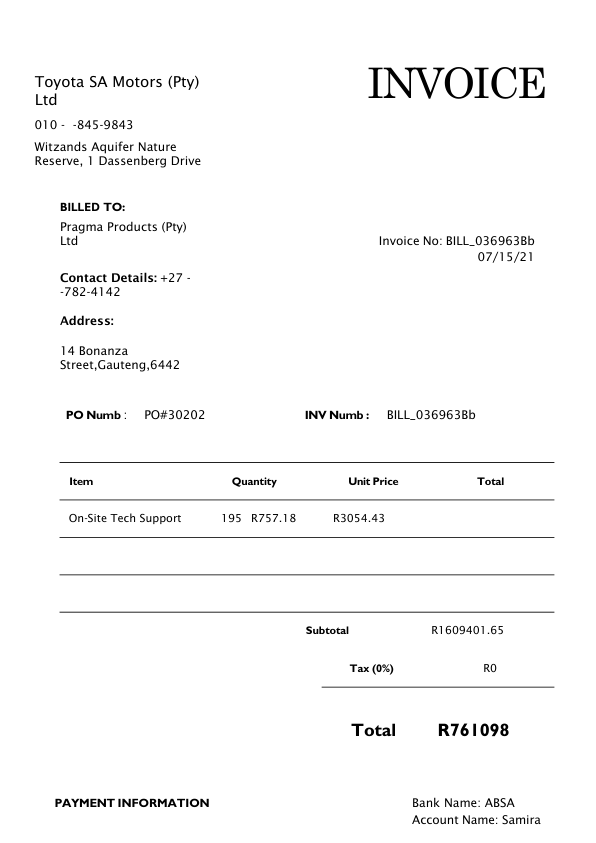 Toyota SA Motors (Pty)
Ltd
INVOICE
010 -  -845-9843
Witzands Aquifer Nature
Reserve, 1 Dassenberg Drive
BILLED TO:
Pragma Products (Pty)
Ltd
Invoice No: BILL_036963Bb
07/15/21
Contact Details: +27 -
-782-4142
Address:
14 Bonanza
Street,Gauteng,6442
PO Numb : PO#30202 INV Numb : BILL_036963Bb
Item Quantity Unit Price Total
On-Site Tech Support 195 R757.18 R3054.43
Subtotal R1609401.65
Tax (0%) R0
Total R761098
PAYMENT INFORMATION
Bank Name: ABSA
Account Name: Samira